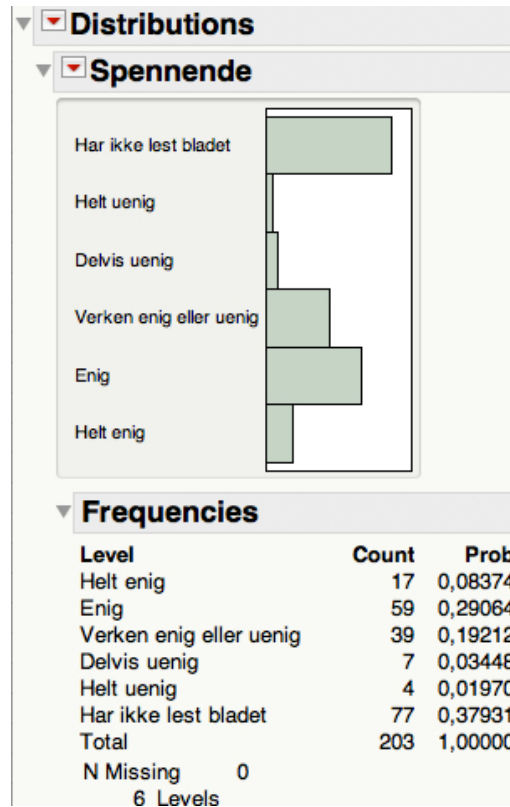 Distributions
Spennende
Har ikke lest bladet
Helt uenig
Delvis uenig
Verken enig eller uenig
Enig
Helt enig
Frequencies
Level Count Prob
Helt enig 17 0,08374
Enig 59 0,29064
Verken enig eller uenig 39 0,19212
Delvis uenig 7 0,03448
Helt uenig 4 0,01970
Har ikke lest bladet 77 0,37931
Total 203 1,00000
N Missing 0
6 Levels